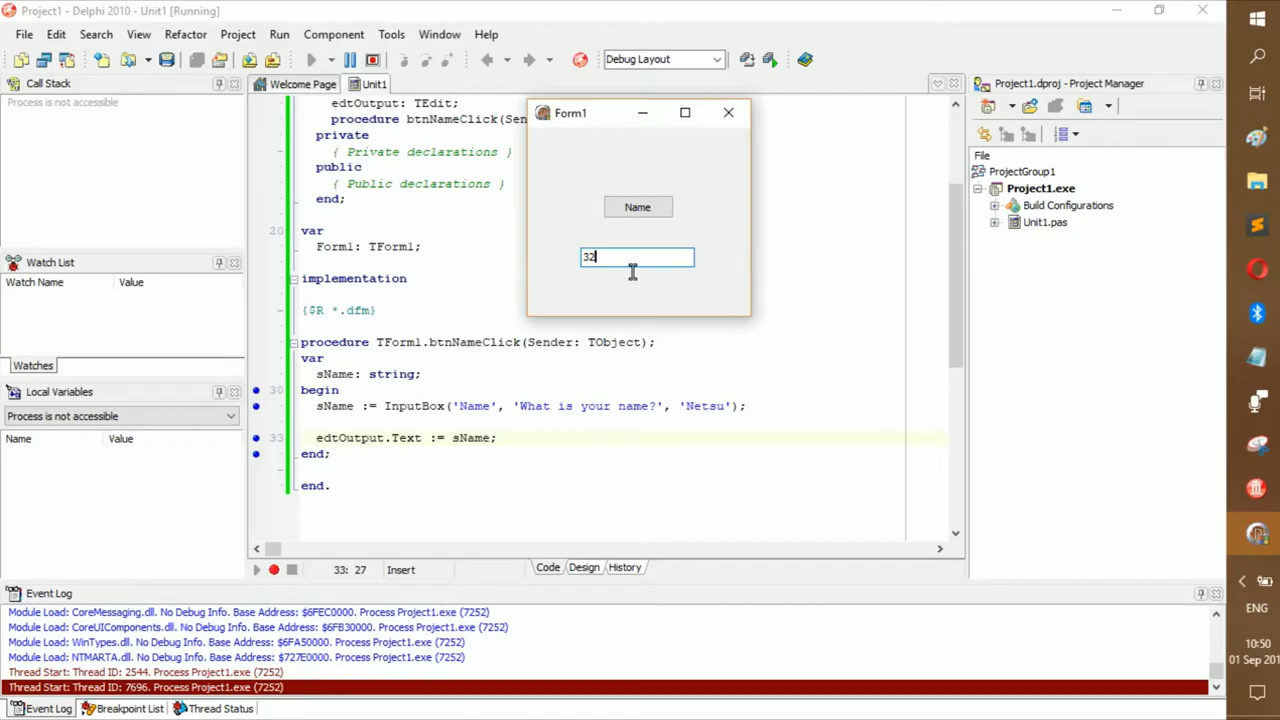 Project1 - Delphi 2010 - Unit1 [Running]
File Edit Search View Refactor Project Run Component Tools Window Help
Debug Layout
Call Stack
Process is not accessible
Watch List
Watch Name Value
Watches
Local Variables
Process is not accessible
Name Value
Welcome Page Unit1
edtOutput: TEdit;
procedure btnNameClick(Sen
private
{ Private declarations }
public
{ Public declarations }
end;
20 var
Form1: TForm1;
implementation
{$R *.dfm}
procedure TForm1.btnNameClick(Sender: TObject);
var
sName: string;
30 begin
sName := InputBox('Name', 'What is your name?', 'Netsu');
33 edtOutput.Text := sName;
end;
end.
33: 27 Insert Code Design History
Form1
Name
32
Project1.dproj - Project Manager
File
ProjectGroup1
Project1.exe
Build Configurations
Unit1.pas
Event Log
Module Load: CoreMessaging.dll. No Debug Info. Base Address: $6FEC0000. Process Project1.exe (7252)
Module Load: CoreUIComponents.dll. No Debug Info. Base Address: $6FB30000. Process Project1.exe (7252)
Module Load: WinTypes.dll. No Debug Info. Base Address: $6FA50000. Process Project1.exe (7252)
Module Load: NTMARTA.dll. No Debug Info. Base Address: $727E0000. Process Project1.exe (7252)
Thread Start: Thread ID: 2544. Process Project1.exe (7252)
Thread Start: Thread ID: 7696. Process Project1.exe (7252)
Event Log Breakpoint List Thread Status
ENG
10:50
01 Sep 201